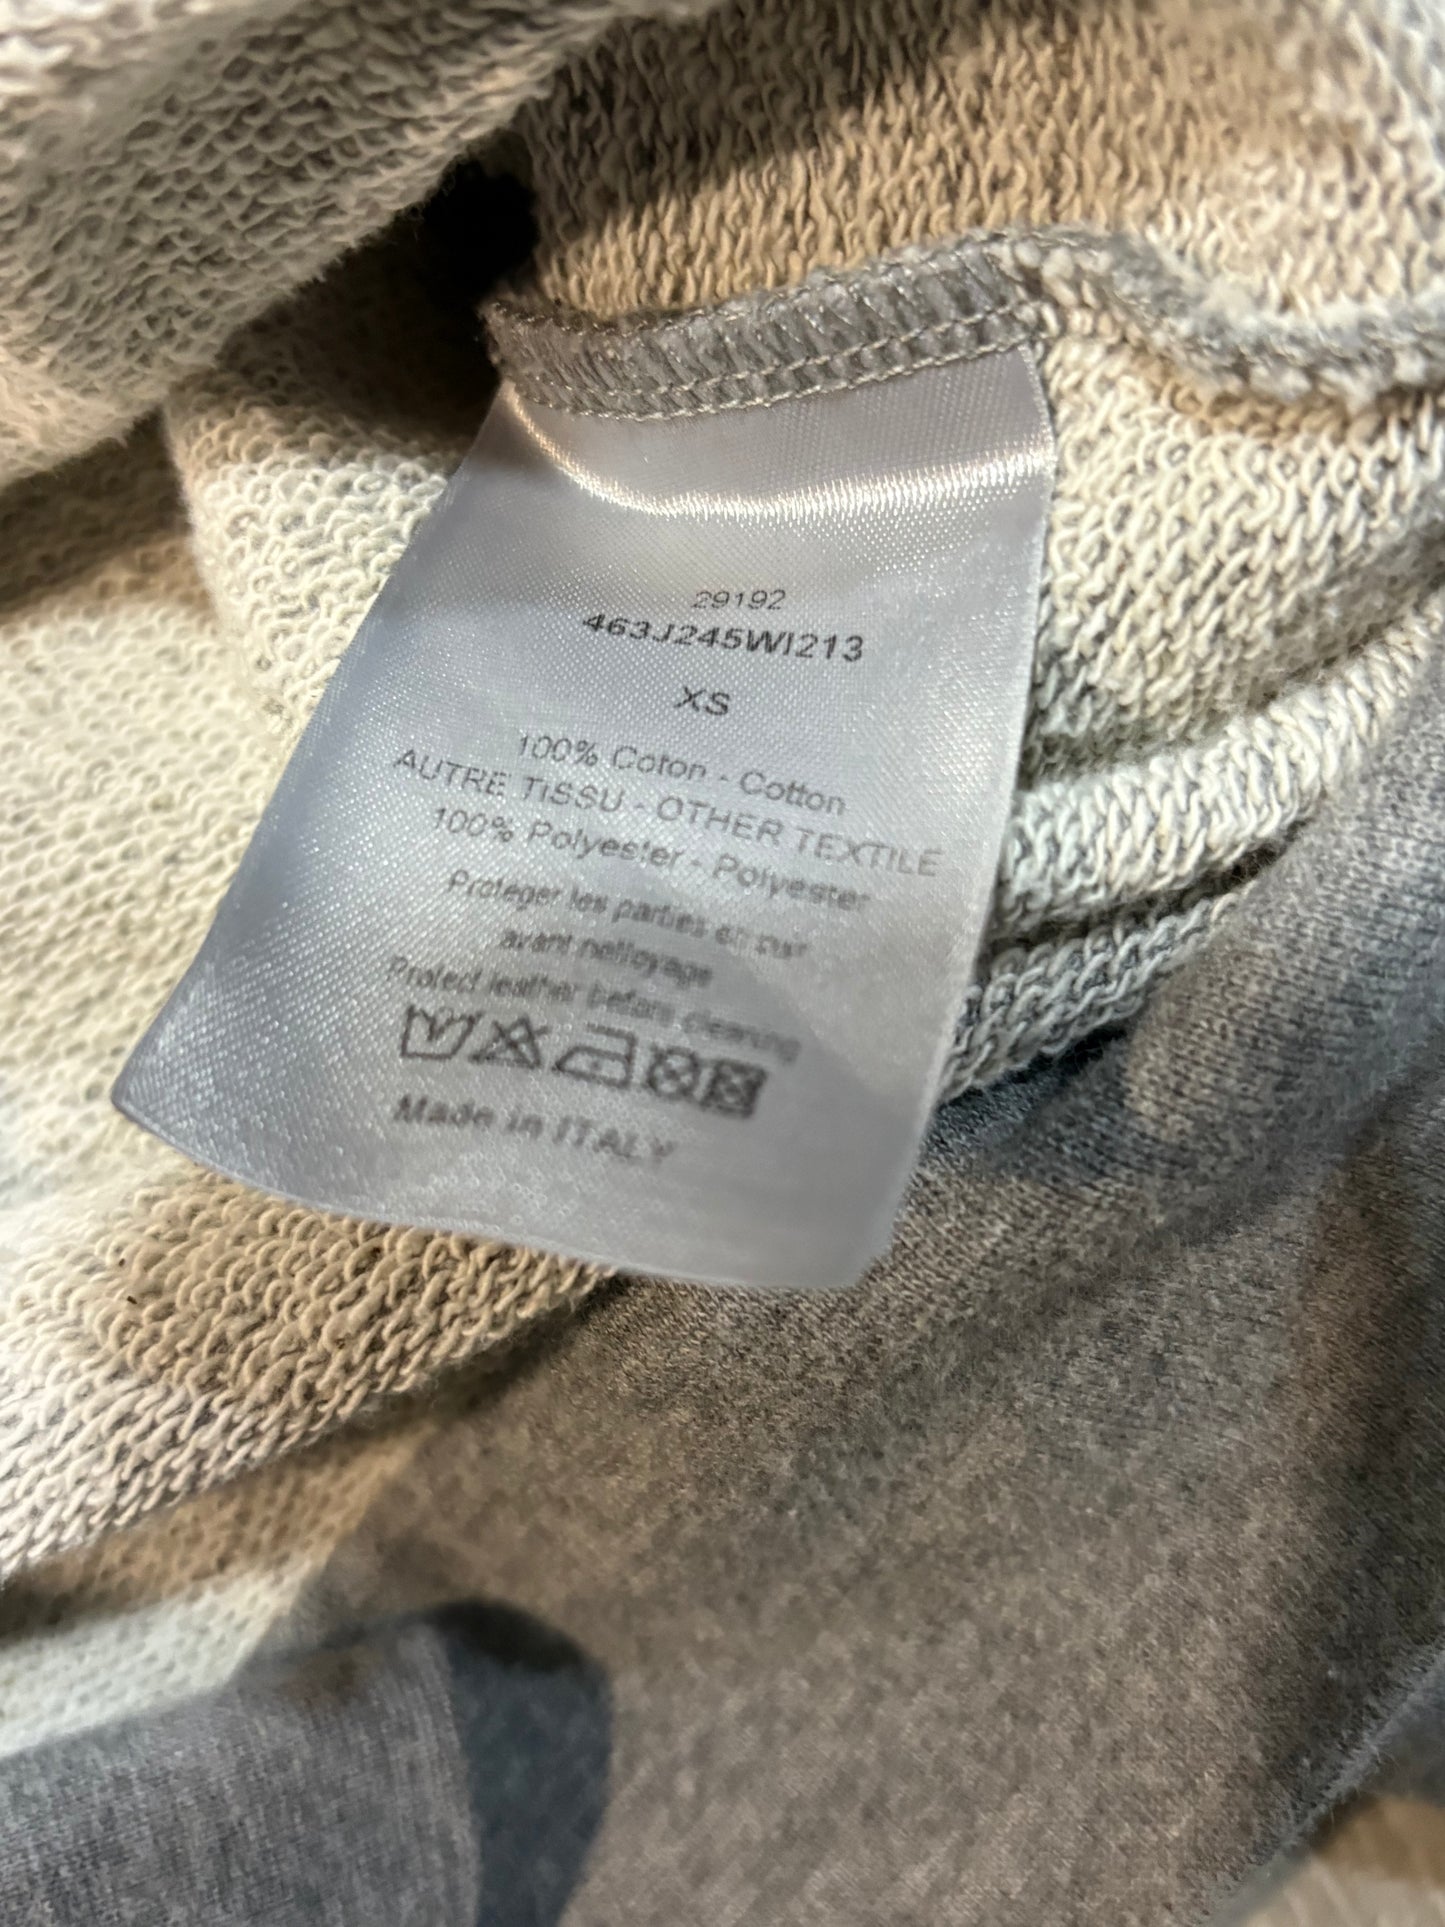 29192
463J245WI213
XS
100% Coton - Cotton
AUTRE TISSU - OTHER TEXTILE
100% Polyester - Polyester
Protéger les parties en cuir
avant nettoyage
Protect leather before cleaning
Made in ITALY